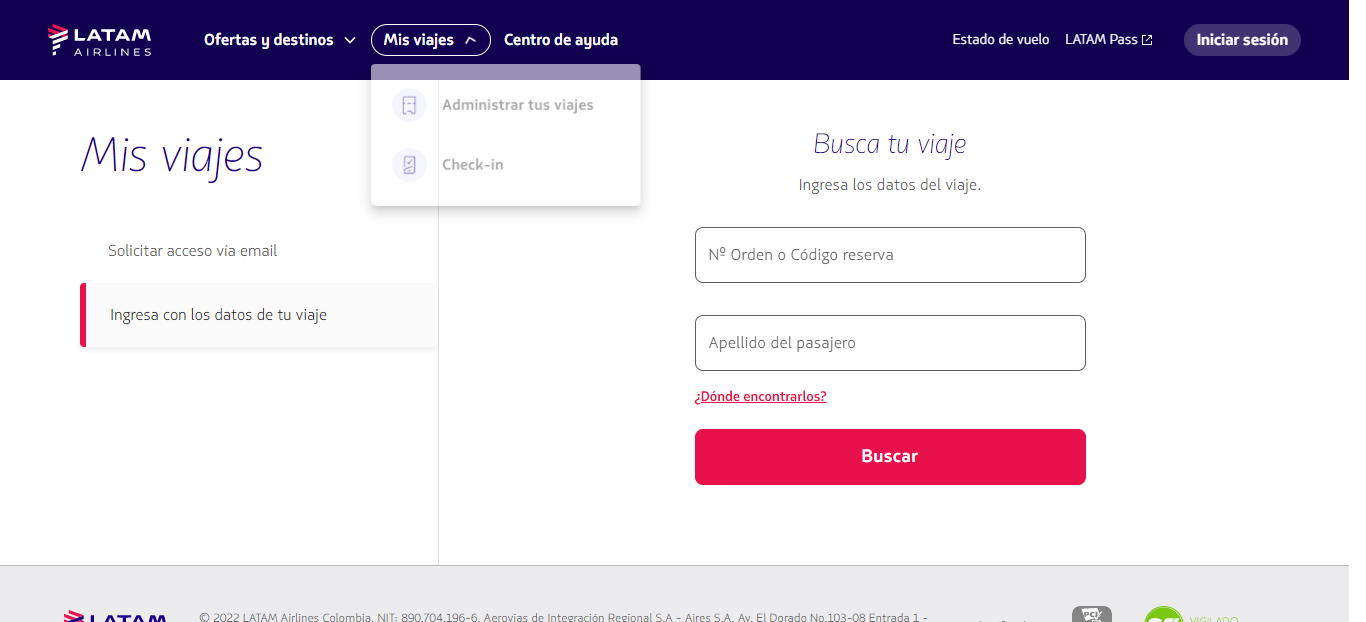 LATAM
AIRLINES
Ofertas y destinos
Mis viajes
Centro de ayuda
Estado de vuelo
LATAM Pass
Iniciar sesión
Administrar tus viajes
Check-in
Mis viajes
Solicitar acceso vía email
Ingresa con los datos de tu viaje
Busca tu viaje
Ingresa los datos del viaje.
Nº Orden o Código reserva
Apellido del pasajero
¿Dónde encontrarlos?
Buscar
LATAM
© 2022 LATAM Airlines Colombia, NIT: 890.704.196-6. Aerovías de Integración Regional S.A - Aires S.A. Av. El Dorado No.103-08 Entrada 1 -
PCI
VIGILADO